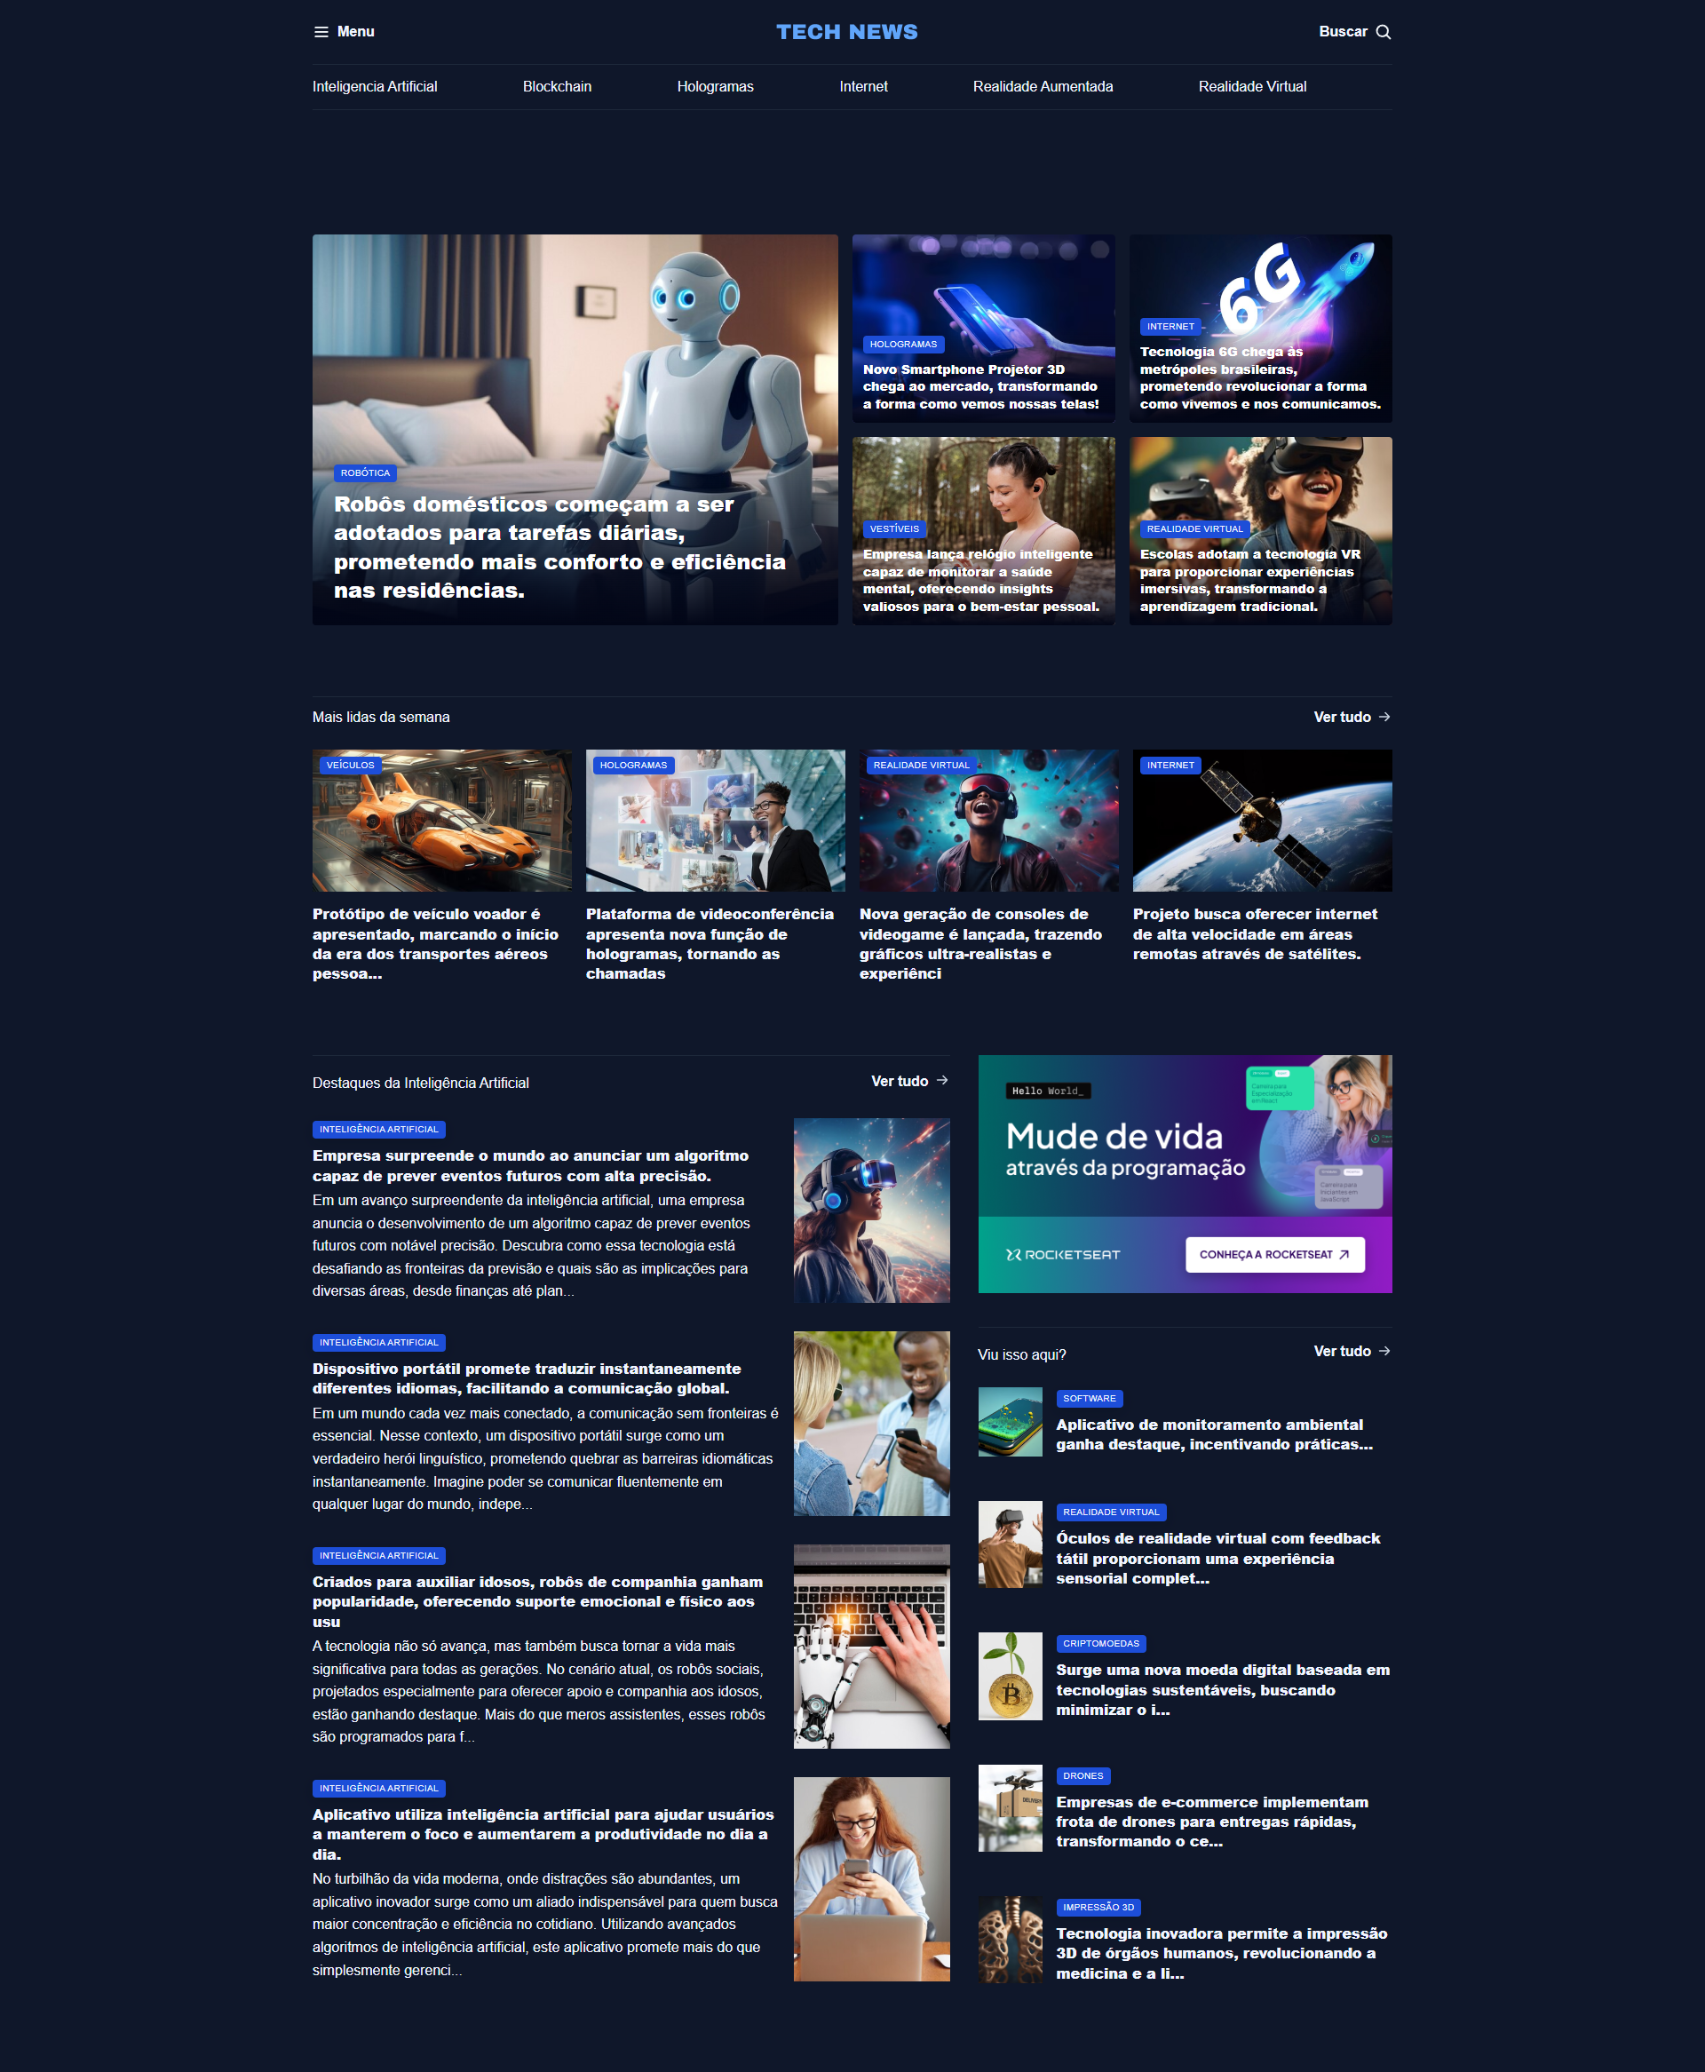 Menu
TECH NEWS
Buscar
Inteligencia Artificial
Blockchain
Hologramas
Internet
Realidade Aumentada
Realidade Virtual
ROBÓTICA
Robôs domésticos começam a ser
adotados para tarefas diárias,
prometendo mais conforto e eficiência
nas residências.
HOLOGRAMAS
Novo Smartphone Projetor 3D
chega ao mercado, transformando
a forma como vemos nossas telas!
6G
INTERNET
Tecnologia 6G chega às
metrópoles brasileiras,
prometendo revolucionar a forma
como vivemos e nos comunicamos.
VESTÍVEIS
Empresa lança relógio inteligente
capaz de monitorar a saúde
mental, oferecendo insights
valiosos para o bem-estar pessoal.
REALIDADE VIRTUAL
Escolas adotam a tecnologia VR
para proporcionar experiências
imersivas, transformando a
aprendizagem tradicional.
Mais lidas da semana
Ver tudo
VEÍCULOS
Protótipo de veículo voador é
apresentado, marcando o início
da era dos transportes aéreos
pessoa...
HOLOGRAMAS
Plataforma de videoconferência
apresenta nova função de
hologramas, tornando as
chamadas
REALIDADE VIRTUAL
Nova geração de consoles de
videogame é lançada, trazendo
gráficos ultra-realistas e
experiênci
INTERNET
Projeto busca oferecer internet
de alta velocidade em áreas
remotas através de satélites.
Destaques da Inteligência Artificial
Ver tudo
INTELIGÊNCIA ARTIFICIAL
Empresa surpreende o mundo ao anunciar um algoritmo
capaz de prever eventos futuros com alta precisão.
Em um avanço surpreendente da inteligência artificial, uma empresa
anuncia o desenvolvimento de um algoritmo capaz de prever eventos
futuros com notável precisão. Descubra como essa tecnologia está
desafiando as fronteiras da previsão e quais são as implicações para
diversas áreas, desde finanças até plan...
INTELIGÊNCIA ARTIFICIAL
Dispositivo portátil promete traduzir instantaneamente
diferentes idiomas, facilitando a comunicação global.
Em um mundo cada vez mais conectado, a comunicação sem fronteiras é
essencial. Nesse contexto, um dispositivo portátil surge como um
verdadeiro herói linguístico, prometendo quebrar as barreiras idiomáticas
instantaneamente. Imagine poder se comunicar fluentemente em
qualquer lugar do mundo, indepe...
INTELIGÊNCIA ARTIFICIAL
Criados para auxiliar idosos, robôs de companhia ganham
popularidade, oferecendo suporte emocional e físico aos
usu
A tecnologia não só avança, mas também busca tornar a vida mais
significativa para todas as gerações. No cenário atual, os robôs sociais,
projetados especialmente para oferecer apoio e companhia aos idosos,
estão ganhando destaque. Mais do que meros assistentes, esses robôs
são programados para f...
INTELIGÊNCIA ARTIFICIAL
Aplicativo utiliza inteligência artificial para ajudar usuários
a manterem o foco e aumentarem a produtividade no dia a
dia.
No turbilhão da vida moderna, onde distrações são abundantes, um
aplicativo inovador surge como um aliado indispensável para quem busca
maior concentração e eficiência no cotidiano. Utilizando avançados
algoritmos de inteligência artificial, este aplicativo promete mais do que
simplesmente gerenci...
Hello World_
Mude de vida
através da programação
Carreira para
Especialização
em React
Carreira para
Iniciantes em
JavaScript
ROCKETSEAT
CONHEÇA A ROCKETSEAT
Viu isso aqui?
Ver tudo
SOFTWARE
Aplicativo de monitoramento ambiental
ganha destaque, incentivando práticas...
REALIDADE VIRTUAL
Óculos de realidade virtual com feedback
tátil proporcionam uma experiência
sensorial complet...
CRIPTOMOEDAS
Surge uma nova moeda digital baseada em
tecnologias sustentáveis, buscando
minimizar o i...
DRONES
Empresas de e-commerce implementam
frota de drones para entregas rápidas,
transformando o ce...
IMPRESSÃO 3D
Tecnologia inovadora permite a impressão
3D de órgãos humanos, revolucionando a
medicina e a li...